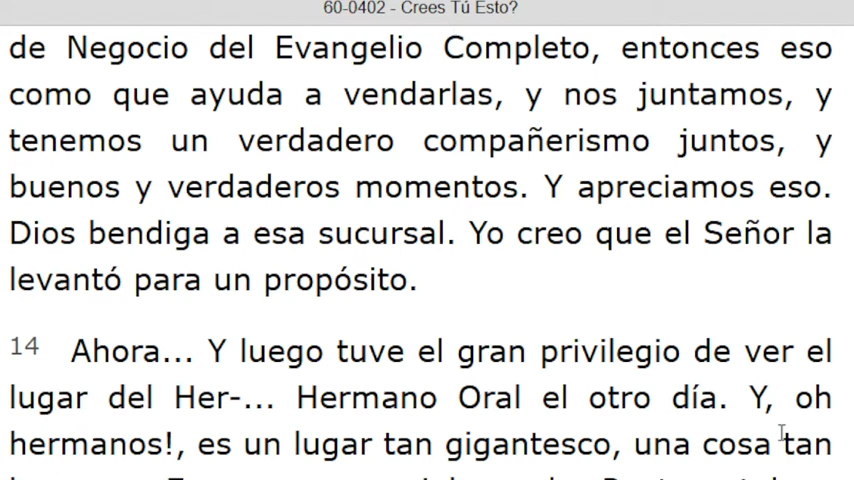 60-0402 - Crees Tú Esto?
de Negocio del Evangelio Completo, entonces eso
como que ayuda a vendarlas, y nos juntamos, y
tenemos un verdadero compañerismo juntos, y
buenos y verdaderos momentos. Y apreciamos eso.
Dios bendiga a esa sucursal. Yo creo que el Señor la
levantó para un propósito.
14 Ahora... Y luego tuve el gran privilegio de ver el
lugar del Her-... Hermano Oral el otro día. Y, oh
hermanos!, es un lugar tan gigantesco, una cosa tan